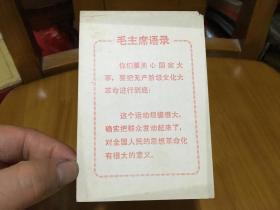 毛主席语录
你们要关心国家大
事，要把无产阶级文化大
革命进行到底！
这个运动规模很大，
确实把群众发动起来了，
对全国人民的思想革命化
有很大的意义。